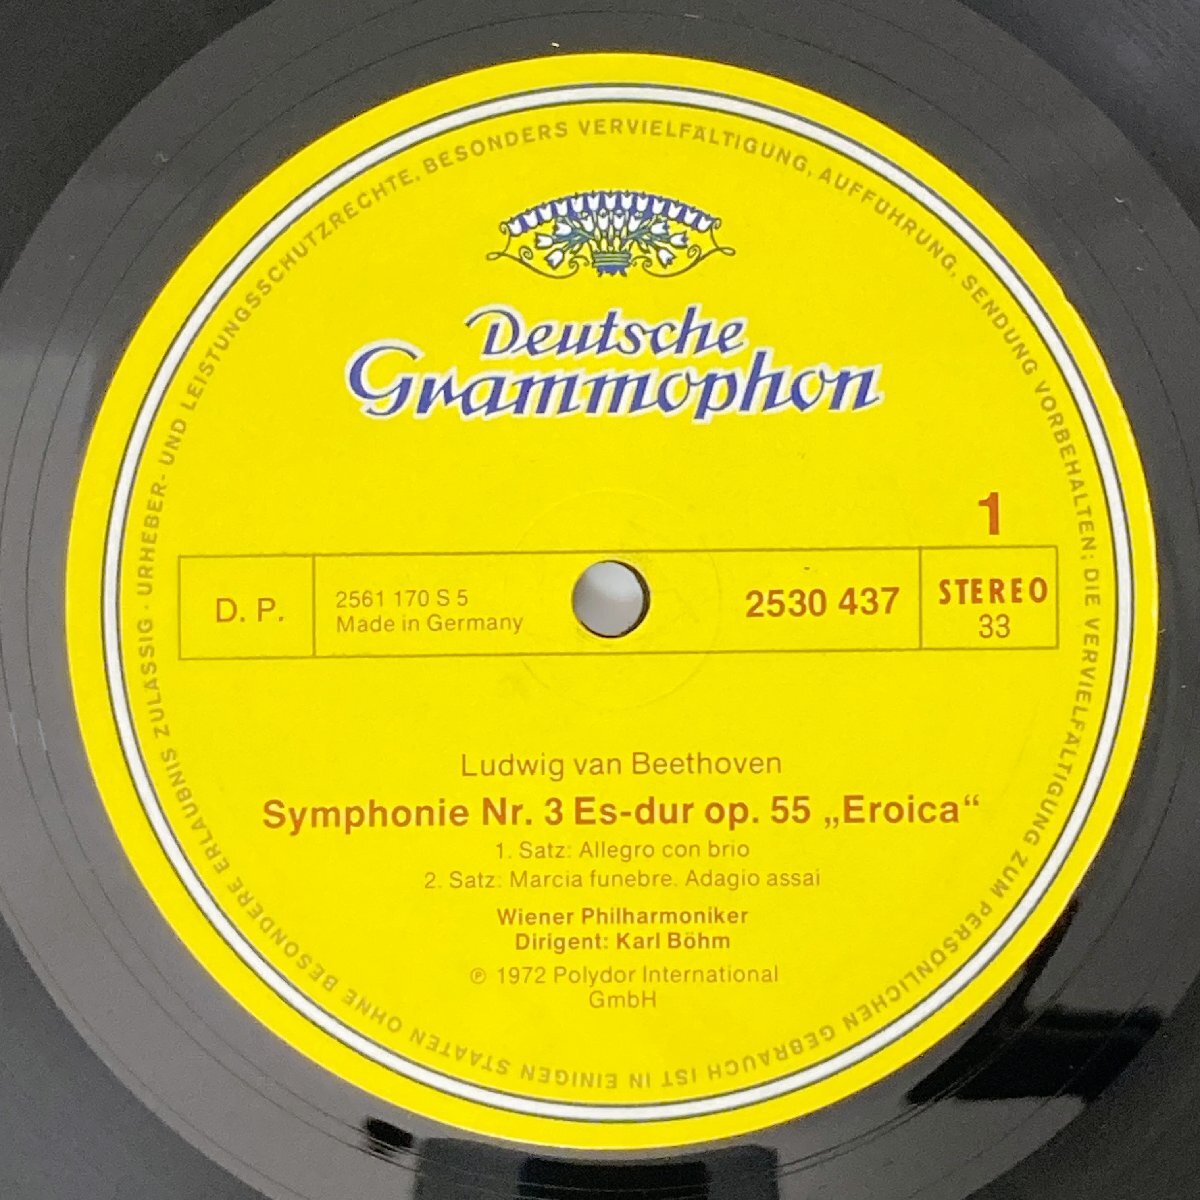 Deutsche
Grammophon
1
D. P.
2561 170 S 5
Made in Germany
2530 437
STEREO
33
Ludwig van Beethoven
Symphonie Nr. 3 Es-dur op. 55 „Eroica“
1. Satz: Allegro con brio
2. Satz: Marcia funebre. Adagio assai
Wiener Philharmoniker
Dirigent: Karl Böhm
℗ 1972 Polydor International
GmbH
URHEBER- UND LEISTUNGSSCHUTZRECHTE, BESONDERS VERVIELFÄLTIGUNG, AUFFÜHRUNG, SENDUNG VORBEHALTEN; DIE VERVIELFÄLTIGUNG ZUM PERSÖNLICHEN GEBRAUCH IST IN EINIGEN STAATEN OHNE BESONDERE ERLAUBNIS ZULÄSSIG ·